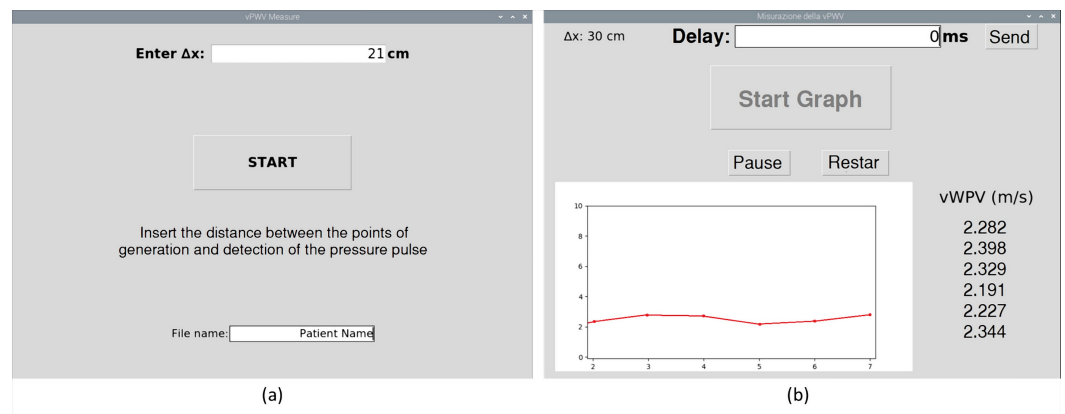 vPWV Measure
Enter Δx: 21 cm
START
Insert the distance between the points of
generation and detection of the pressure pulse
File name: Patient Name
(a)
Misurazione della vPWV
Δx: 30 cm Delay: 0 ms Send
Start Graph
Pause Restar
10
8
6
4
2
0
2 3 4 5 6 7
vWPV (m/s)
2.282
2.398
2.329
2.191
2.227
2.344
(b)